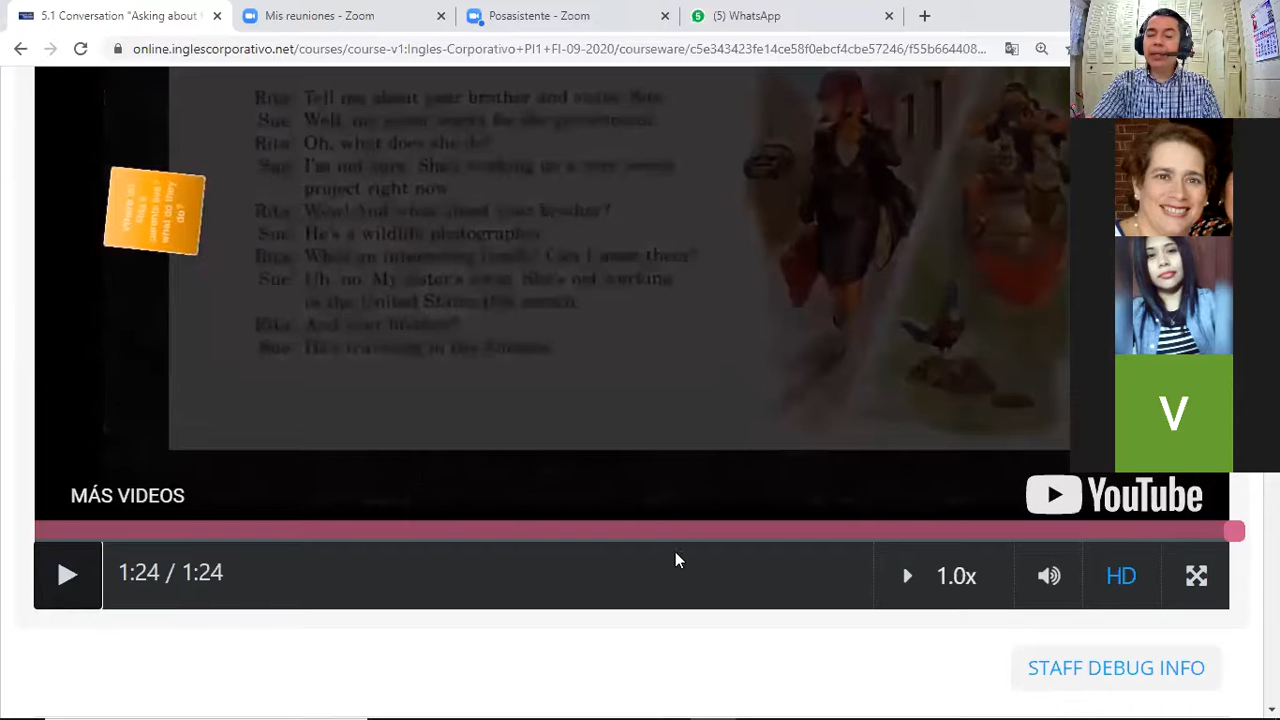 5.1 Conversation "Asking about
Mis reuniones - Zoom
Posasistente - Zoom
(5) WhatsApp
online.inglescorporativo.net/courses/course-v1:Ingles-Corporativo+PI1+11-09-2020/courseware/
Rita: Tell me about your brother and sister, Sue.
Sue: Well, my sister works for the government.
Rita: Oh, what does she do?
Sue: I'm not sure. She's working on a very secret
project right now.
Rita: Wow! And what about your brother?
Sue: He's a wildlife photographer.
Rita: What an interesting family! Can I meet them?
Sue: Uh, no. My sister's away. She's not working
in the United States this month.
Rita: And your brother?
Sue: He's traveling in the Amazon.
what do they
do?
V
MÁS VIDEOS
YouTube
1:24 / 1:24
1.0x
HD
STAFF DEBUG INFO